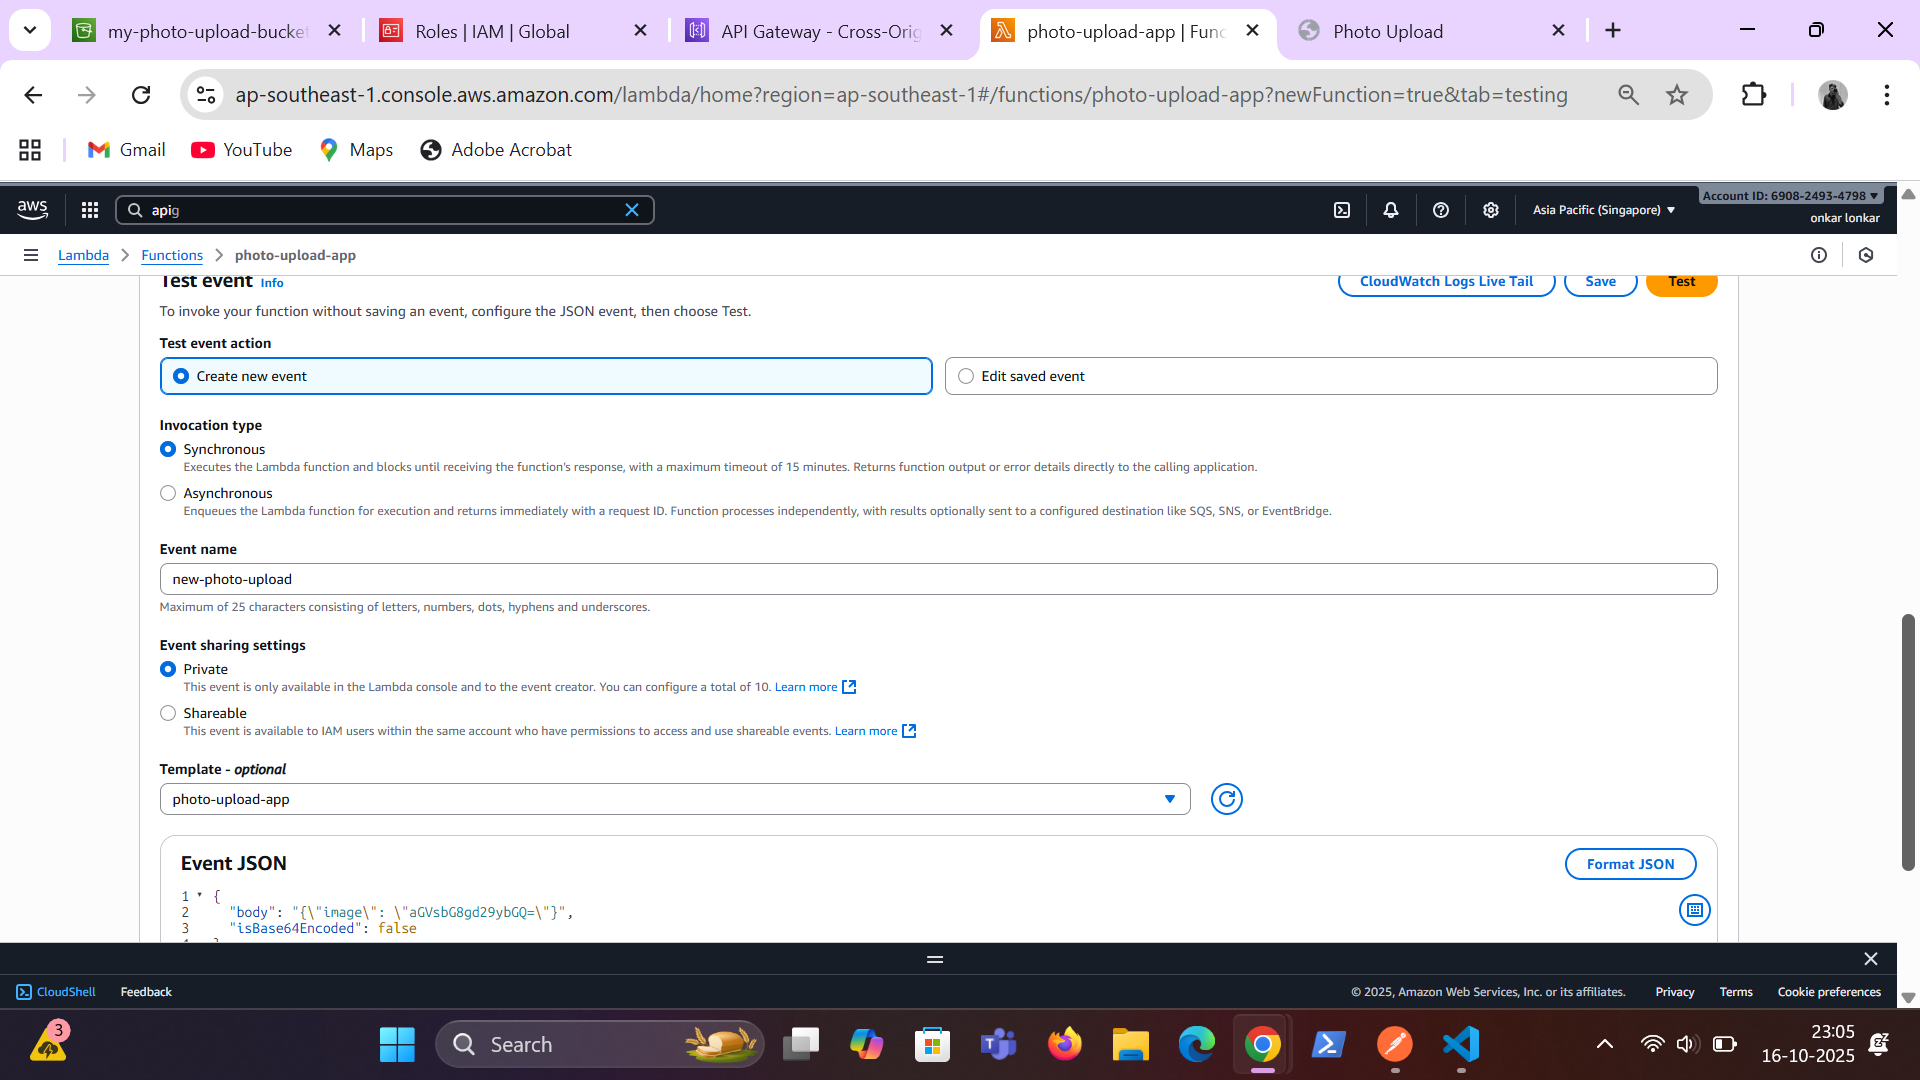 my-photo-upload-bucket
Roles | IAM | Global
API Gateway - Cross-Orig
photo-upload-app | Func
Photo Upload
ap-southeast-1.console.aws.amazon.com/lambda/home?region=ap-southeast-1#/functions/photo-upload-app?newFunction=true&tab=testing
Gmail
YouTube
Maps
Adobe Acrobat
aws
apig
Asia Pacific (Singapore)
Account ID: 6908-2493-4798
onkar lonkar
Lambda
Functions
photo-upload-app
Test event Info
CloudWatch Logs Live Tail
Save
Test
To invoke your function without saving an event, configure the JSON event, then choose Test.
Test event action
Create new event
Edit saved event
Invocation type
Synchronous
Executes the Lambda function and blocks until receiving the function's response, with a maximum timeout of 15 minutes. Returns function output or error details directly to the calling application.
Asynchronous
Enqueues the Lambda function for execution and returns immediately with a request ID. Function processes independently, with results optionally sent to a configured destination like SQS, SNS, or EventBridge.
Event name
new-photo-upload
Maximum of 25 characters consisting of letters, numbers, dots, hyphens and underscores.
Event sharing settings
Private
This event is only available in the Lambda console and to the event creator. You can configure a total of 10. Learn more
Shareable
This event is available to IAM users within the same account who have permissions to access and use shareable events. Learn more
Template - optional
photo-upload-app
Event JSON
Format JSON
1 {
2 "body": "{\"image\": \"aGVsbG8gd29ybGQ=\"}",
3 "isBase64Encoded": false
CloudShell
Feedback
© 2025, Amazon Web Services, Inc. or its affiliates.
Privacy
Terms
Cookie preferences
3
Search
23:05
16-10-2025